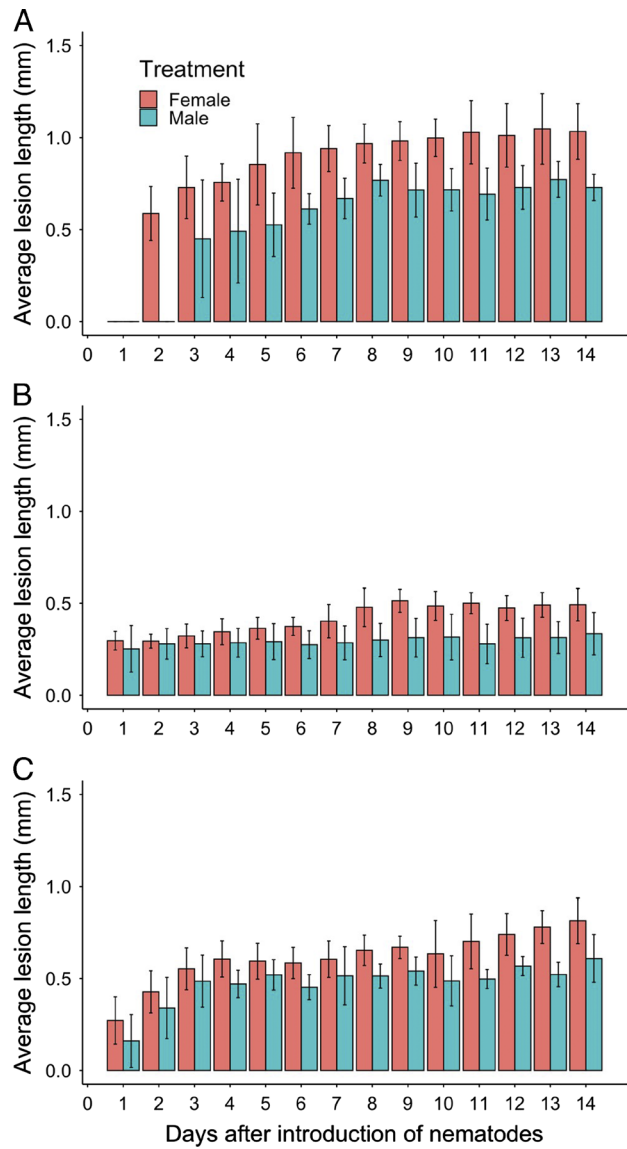 A
Average lesion length (mm)
1.5
1.0
0.5
0.0
Treatment
Female
Male
0 1 2 3 4 5 6 7 8 9 10 11 12 13 14
B
Average lesion length (mm)
1.5
1.0
0.5
0.0
0 1 2 3 4 5 6 7 8 9 10 11 12 13 14
C
Average lesion length (mm)
1.5
1.0
0.5
0.0
0 1 2 3 4 5 6 7 8 9 10 11 12 13 14
Days after introduction of nematodes